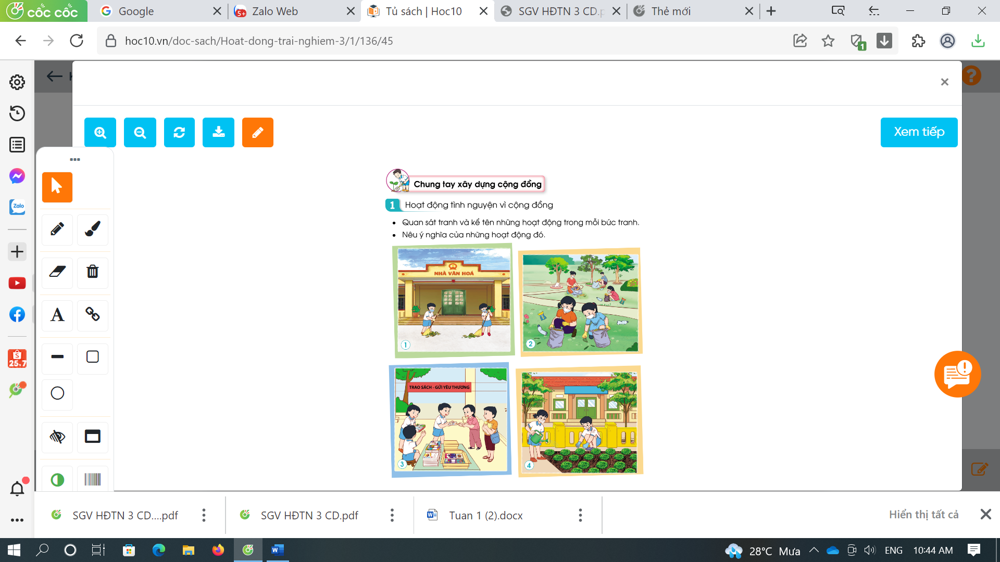 cốc cốc
Google
5+
Zalo Web
Tủ sách | Hoc10
SGV HĐTN 3 CD.p
Thẻ mới
hoc10.vn/doc-sach/Hoat-dong-trai-nghiem-3/1/136/45
1
?
×
Xem tiếp
Chung tay xây dựng cộng đồng
1 Hoạt động tình nguyện vì cộng đồng
• Quan sát tranh và kể tên những hoạt động trong mỗi bức tranh.
• Nêu ý nghĩa của những hoạt động đó.
NHÀ VĂN HOÁ
1
2
TRAO SÁCH - GỬI YÊU THƯƠNG
3
4
Zalo
A
S
25.7
SGV HĐTN 3 CD....pdf
SGV HĐTN 3 CD.pdf
Tuan 1 (2).docx
Hiển thị tất cả
28°C Mưa
ENG
10:44 AM